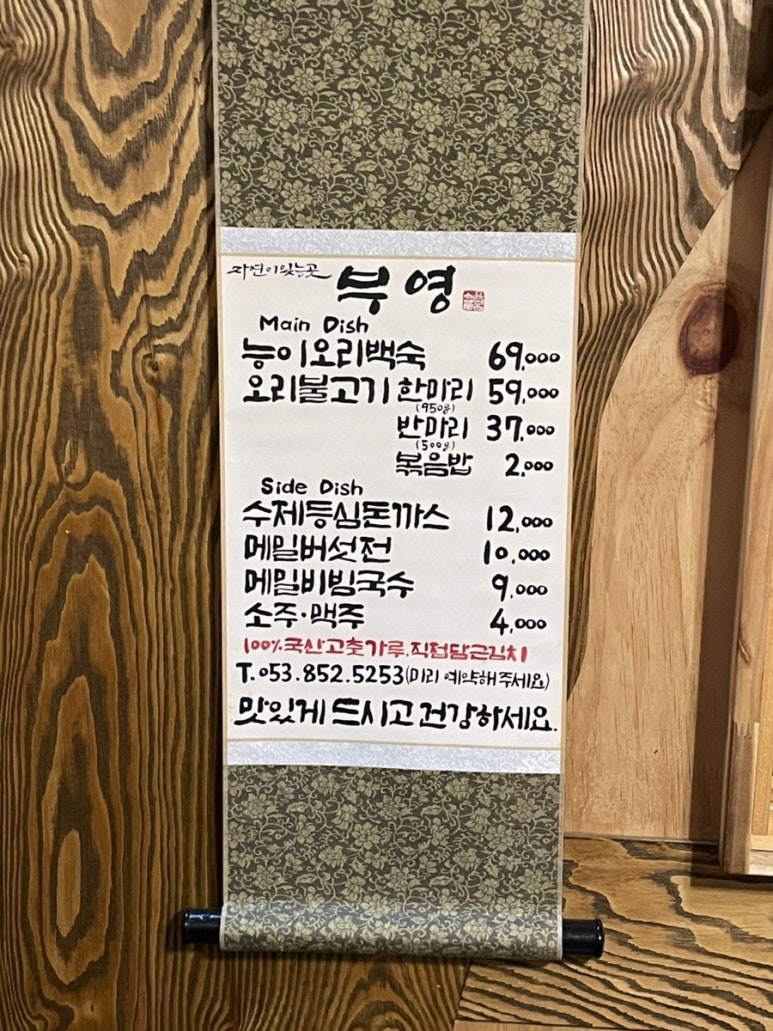 자연이있는곳 부영
Main Dish
능이오리백숙 69,000
오리불고기 한마리 59,000
(950g)
반마리 37,000
(500g)
볶음밥 2,000
Side Dish
수제등심돈까스 12,000
메밀버섯전 10,000
메밀비빔국수 9,000
소주·맥주 4,000
100% 국산고춧가루.직접담근김치
T.053.852.5253(미리 예약해주세요)
맛있게 드시고 건강하세요.